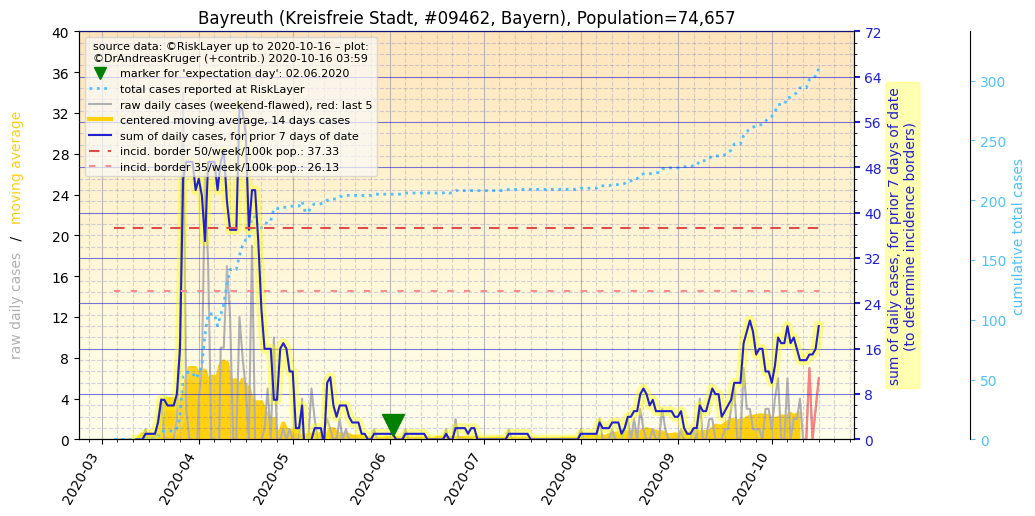 Bayreuth (Kreisfreie Stadt, #09462, Bayern), Population=74,657
source data: ©RiskLayer up to 2020-10-16 – plot:
©DrAndreasKruger (+contrib.) 2020-10-16 03:59
marker for 'expectation day': 02.06.2020
total cases reported at RiskLayer
raw daily cases (weekend-flawed), red: last 5
centered moving average, 14 days cases
sum of daily cases, for prior 7 days of date
incid. border 50/week/100k pop.: 37.33
incid. border 35/week/100k pop.: 26.13
raw daily cases / moving average
40
36
32
28
24
20
16
12
8
4
0
72
64
56
48
40
32
24
16
8
0
sum of daily cases, for prior 7 days of date
(to determine incidence borders)
300
250
200
150
100
50
0
cumulative total cases
2020-03
2020-04
2020-05
2020-06
2020-07
2020-08
2020-09
2020-10